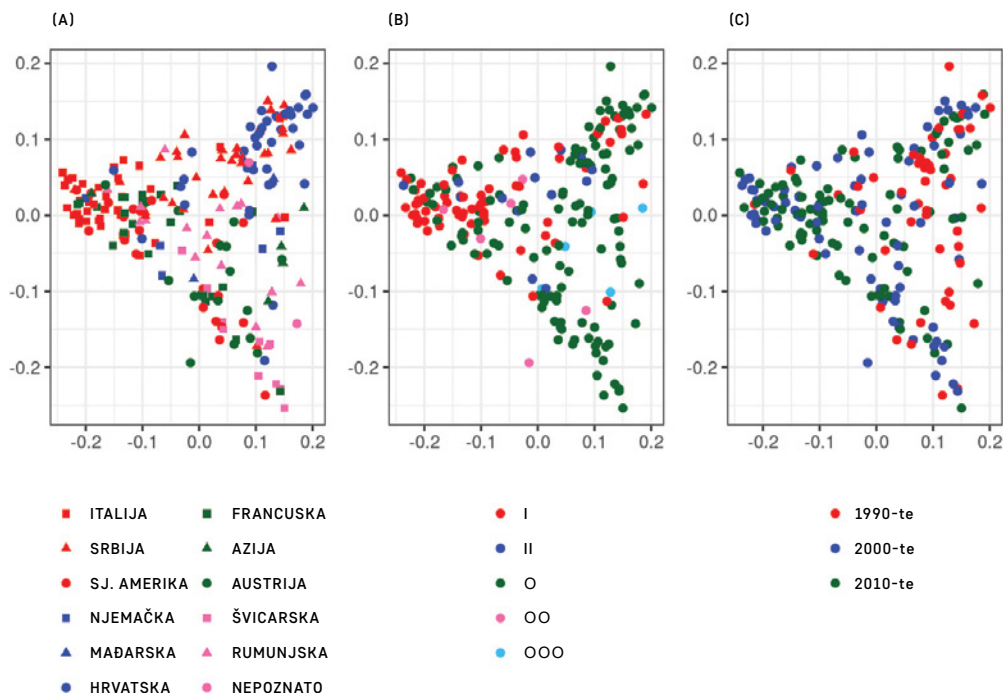 (A) (B) (C)
0.2 0.2 0.2
0.1 0.1 0.1
0.0 0.0 0.0
-0.1 -0.1 -0.1
-0.2 -0.2 -0.2
-0.2 -0.1 0.0 0.1 0.2 -0.2 -0.1 0.0 0.1 0.2 -0.2 -0.1 0.0 0.1 0.2
ITALIJA FRANCUSKA I 1990-te
SRBIJA AZIJA II 2000-te
SJ. AMERIKA AUSTRIJA O 2010-te
NJEMAČKA ŠVICARSKA OO
MAĐARSKA RUMUNJSKA OOO
HRVATSKA NEPOZNATO